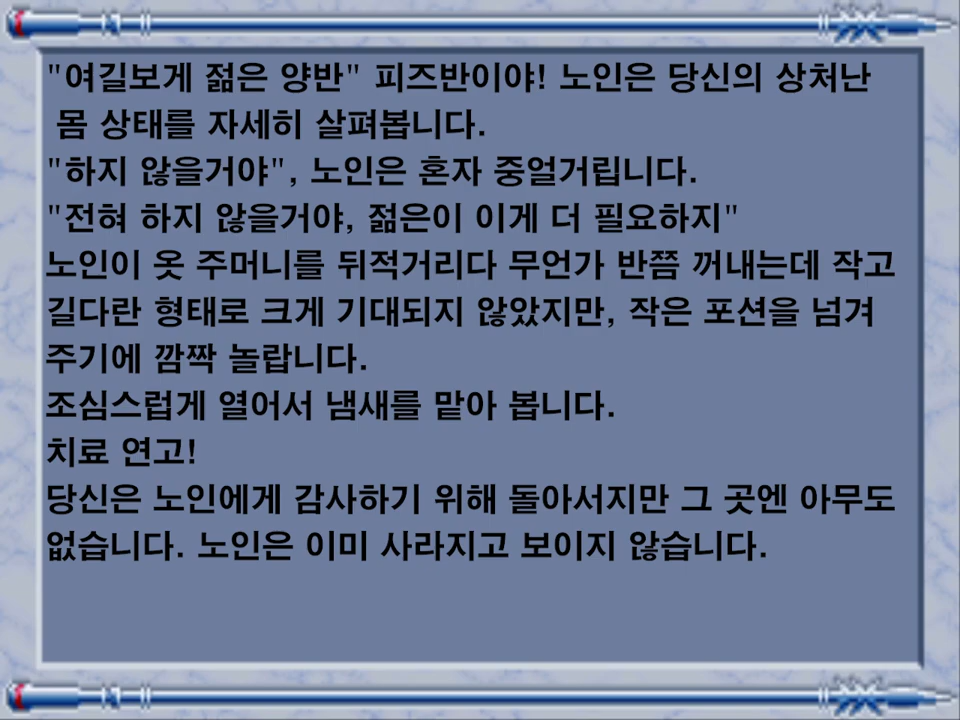 "여길보게 젊은 양반" 피즈반이야! 노인은 당신의 상처난
몸 상태를 자세히 살펴봅니다.
"하지 않을거야", 노인은 혼자 중얼거립니다.
"전혀 하지 않을거야, 젊은이 이게 더 필요하지"
노인이 옷 주머니를 뒤적거리다 무언가 반쯤 꺼내는데 작고
길다란 형태로 크게 기대되지 않았지만, 작은 포션을 넘겨
주기에 깜짝 놀랍니다.
조심스럽게 열어서 냄새를 맡아 봅니다.
치료 연고!
당신은 노인에게 감사하기 위해 돌아서지만 그 곳엔 아무도
없습니다. 노인은 이미 사라지고 보이지 않습니다.